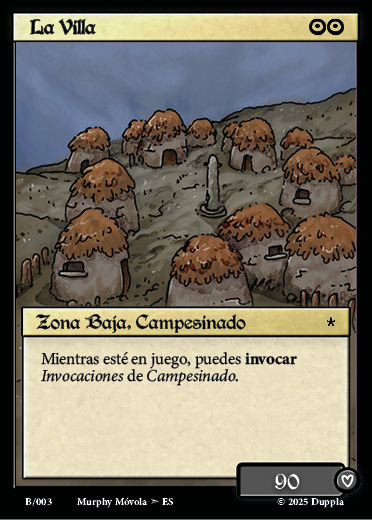 La Villa
Zona Baja, Campesinado *
Mientras esté en juego, puedes invocar
Invocaciones de Campesinado.
90
B/003 Murphy Móvola ➣ ES © 2025 Duppla